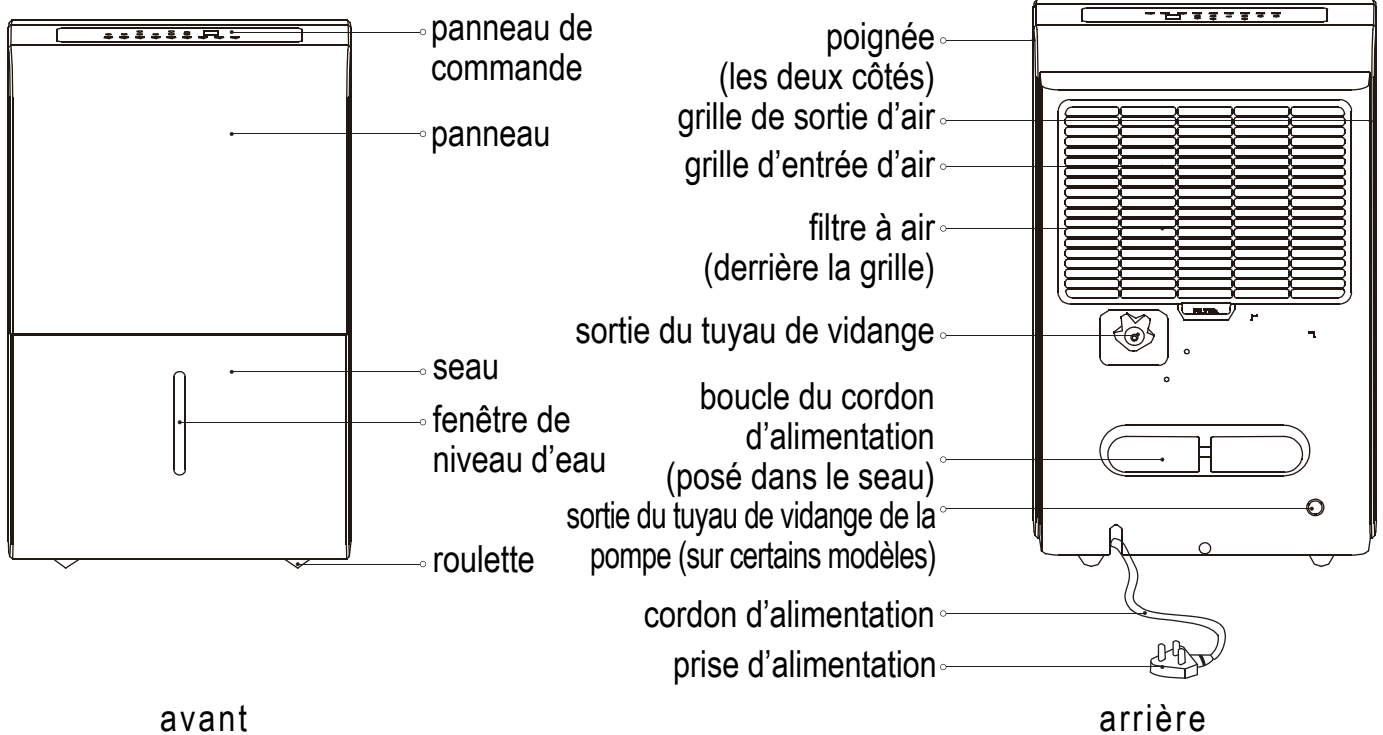 panneau de
commande
panneau
seau
fenêtre de
niveau d'eau
roulette
avant
poignée
(les deux côtés)
grille de sortie d'air
grille d'entrée d'air
filtre à air
(derrière la grille)
sortie du tuyau de vidange
boucle du cordon
d'alimentation
(posé dans le seau)
sortie du tuyau de vidange de la
pompe (sur certains modèles)
cordon d'alimentation
prise d'alimentation
FILTER
arrière